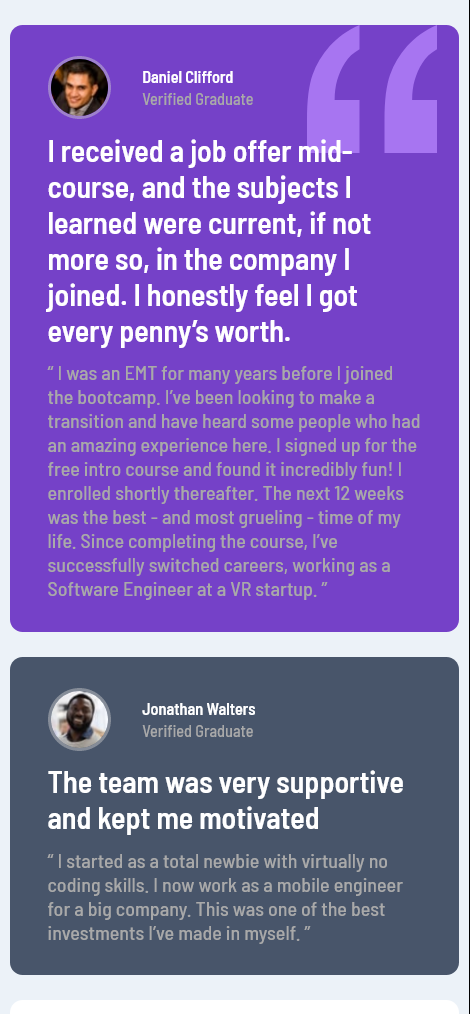 Daniel Clifford
Verified Graduate
I received a job offer mid-
course, and the subjects I
learned were current, if not
more so, in the company I
joined. I honestly feel I got
every penny’s worth.
“ I was an EMT for many years before I joined
the bootcamp. I’ve been looking to make a
transition and have heard some people who had
an amazing experience here. I signed up for the
free intro course and found it incredibly fun! I
enrolled shortly thereafter. The next 12 weeks
was the best - and most grueling - time of my
life. Since completing the course, I’ve
successfully switched careers, working as a
Software Engineer at a VR startup. ”
Jonathan Walters
Verified Graduate
The team was very supportive
and kept me motivated
“ I started as a total newbie with virtually no
coding skills. I now work as a mobile engineer
for a big company. This was one of the best
investments I’ve made in myself. ”